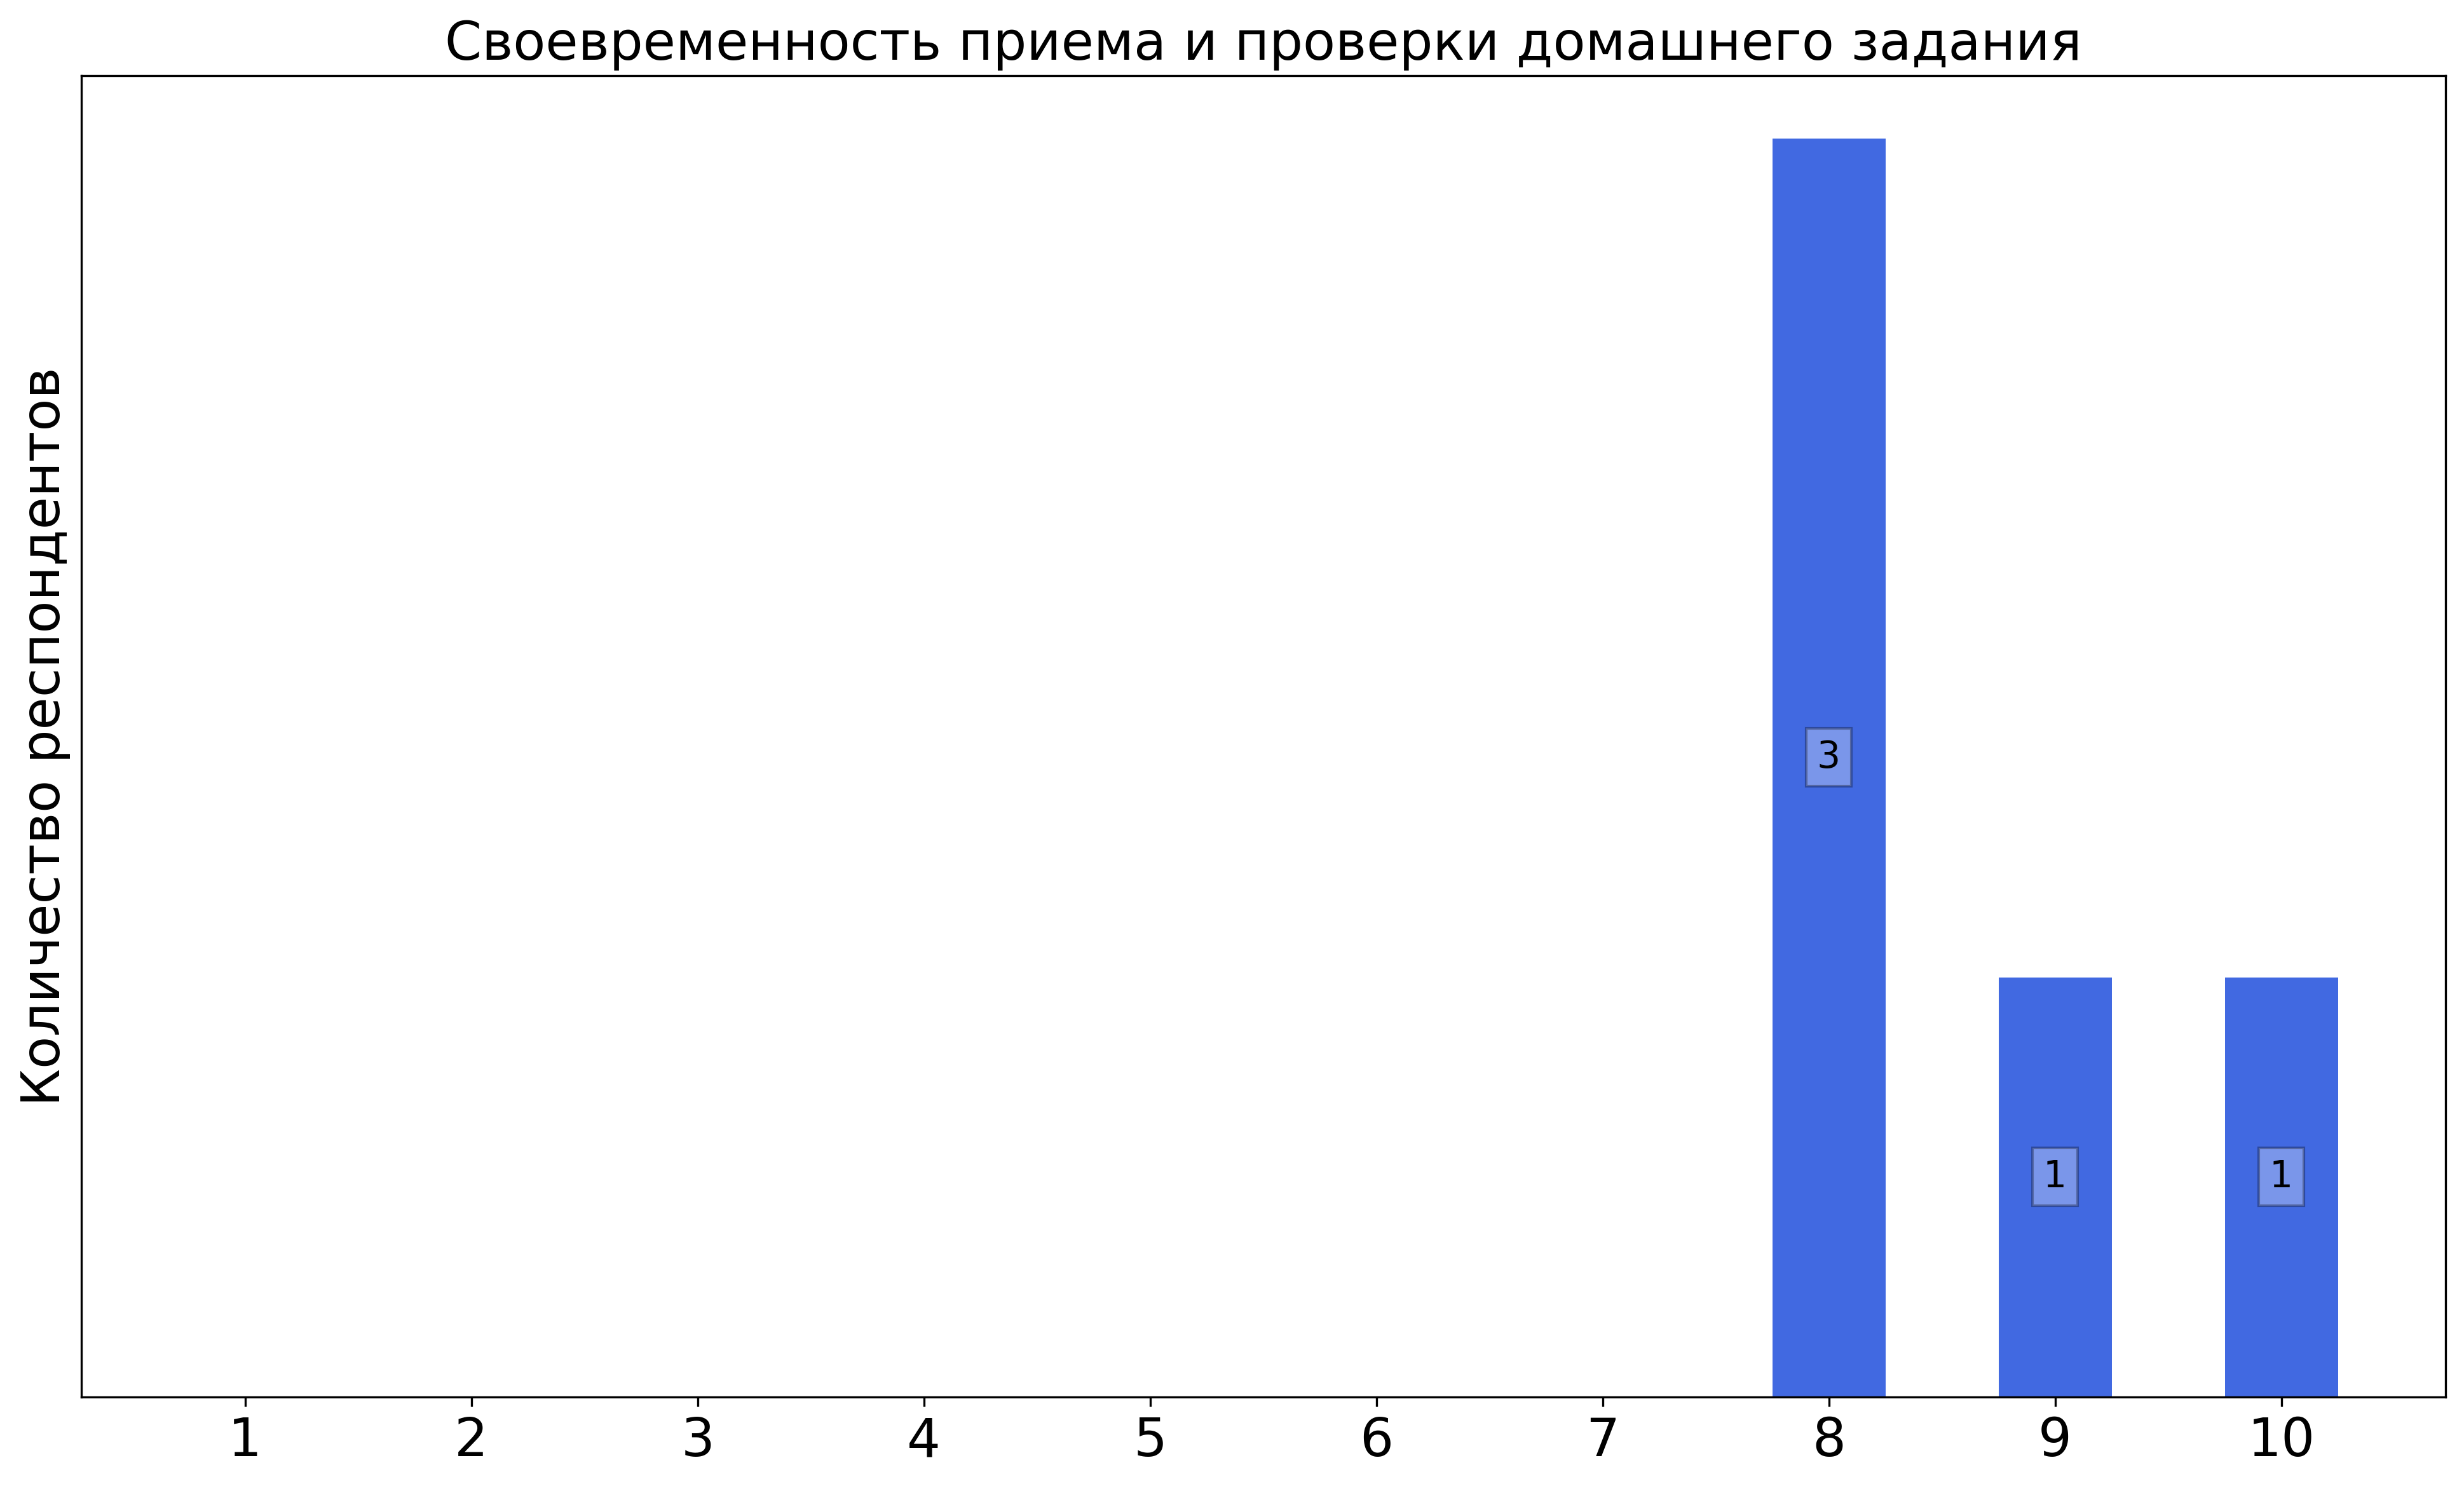 Своевременность приема и проверки домашнего задания
Количество респондентов
3
1
1
1 2 3 4 5 6 7 8 9 10